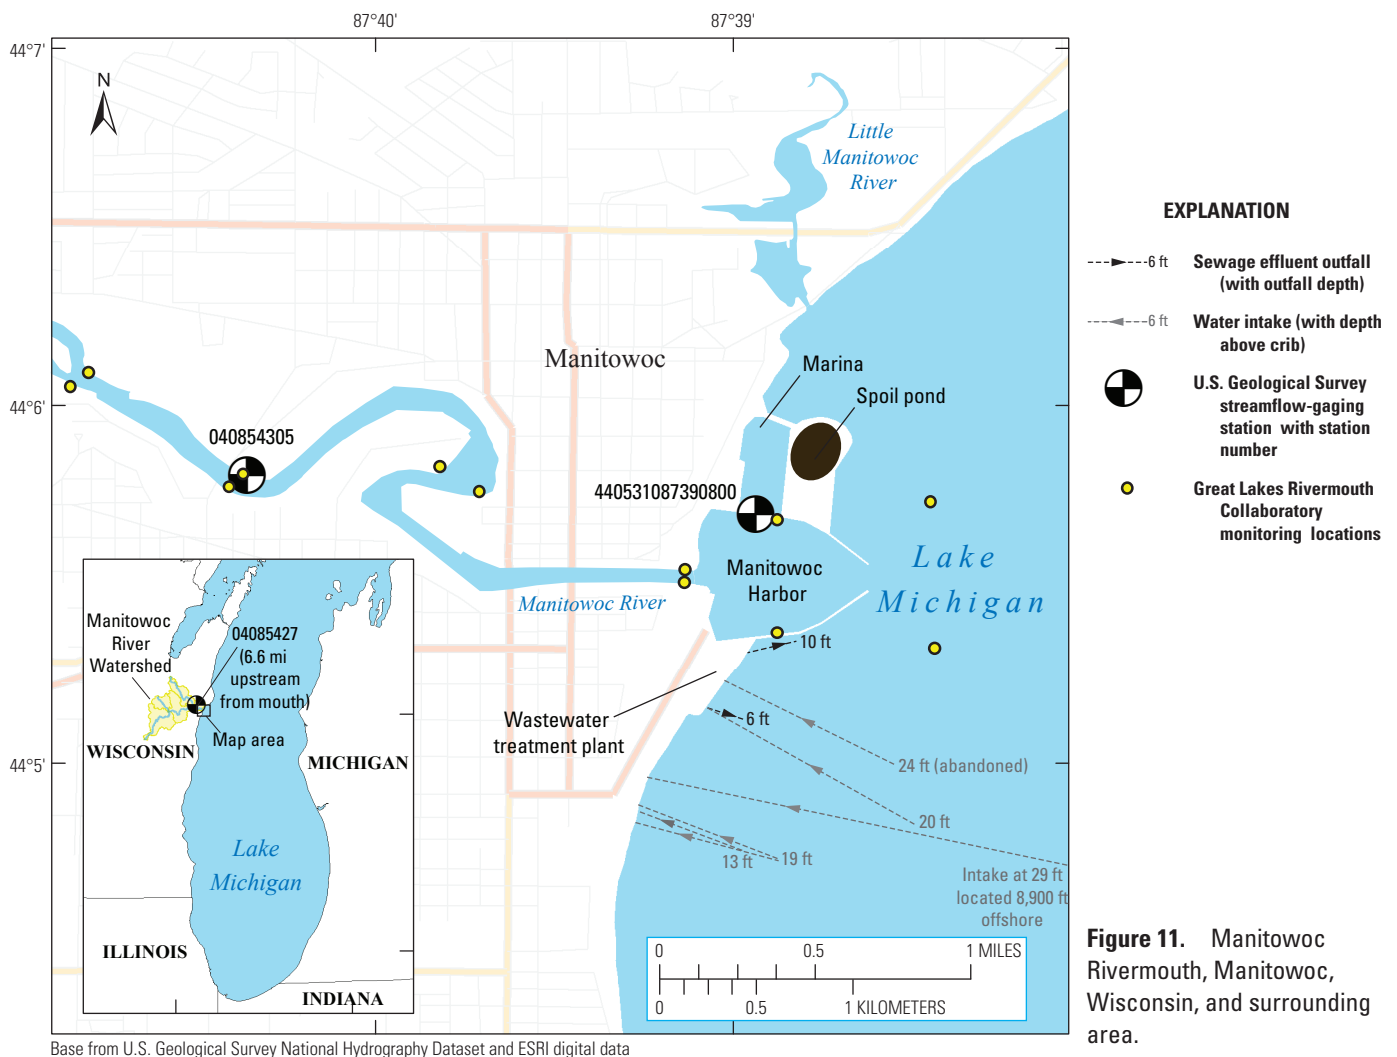 87°40'
87°39'
44°7'
N
Little
Manitowoc
River
Manitowoc
Marina
Spoil pond
44°6'
040854305
440531087390800
Lake
Michigan
Manitowoc
Harbor
Manitowoc River
10 ft
6 ft
Wastewater
treatment plant
44°5'
24 ft (abandoned)
20 ft
19 ft
13 ft
Intake at 29 ft
located 8,900 ft
offshore
Manitowoc
River
Watershed
04085427
(6.6 mi
upstream
from mouth)
Map area
WISCONSIN
MICHIGAN
Lake
Michigan
ILLINOIS
INDIANA
0 0.5 1 MILES
0 0.5 1 KILOMETERS
Base from U.S. Geological Survey National Hydrography Dataset and ESRI digital data
EXPLANATION
6 ft Sewage effluent outfall
(with outfall depth)
6 ft Water intake (with depth
above crib)
U.S. Geological Survey
streamflow-gaging
station with station
number
Great Lakes Rivermouth
Collaboratory
monitoring locations
Figure 11. Manitowoc
Rivermouth, Manitowoc,
Wisconsin, and surrounding
area.